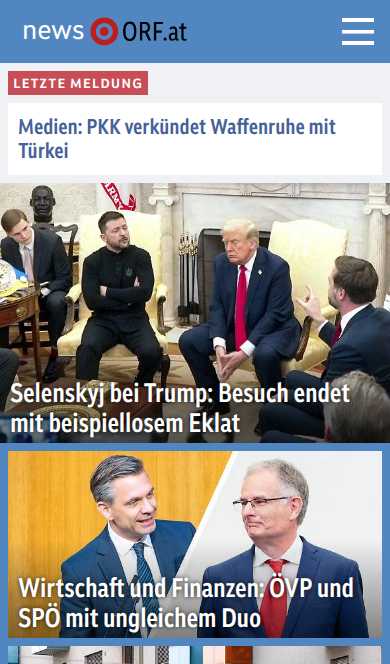 news ORF.at
LETZTE MELDUNG
Medien: PKK verkündet Waffenruhe mit
Türkei
Selenskyj bei Trump: Besuch endet
mit beispiellosem Eklat
Wirtschaft und Finanzen: ÖVP und
SPÖ mit ungleichem Duo